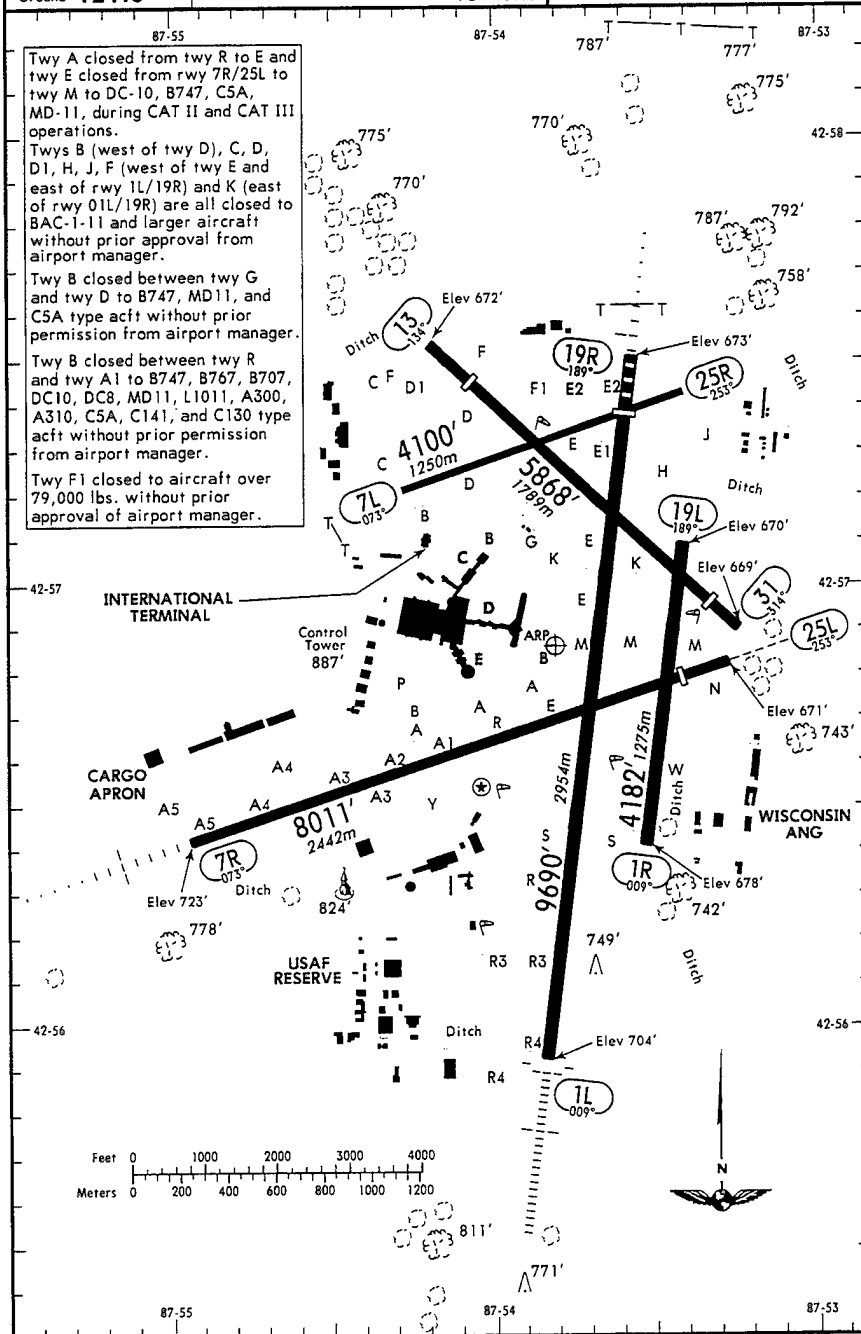 87-55
87-54
87-53
Twy A closed from twy R to E and
twy E closed from rwy 7R/25L to
twy M to DC-10, B747, C5A,
MD-11, during CAT II and CAT III
operations.
Twys B (west of twy D), C, D,
D1, H, J, F (west of twy E and
east of rwy 1L/19R) and K (east
of rwy 01L/19R) are all closed to
BAC-1-11 and larger aircraft
without prior approval from
airport manager.
Twy B closed between twy G
and twy D to B747, MD11, and
C5A type acft without prior
permission from airport manager.
Twy B closed between twy R
and twy A1 to B747, B767, B707,
DC10, DC8, MD11, L1011, A300,
A310, C5A, C141, and C130 type
acft without prior permission
from airport manager.
Twy F1 closed to aircraft over
79,000 lbs. without prior
approval of airport manager.
T T T
787'
777'
775'
775'
770'
42-58
770'
787' 792'
758'
T T
Elev 672'
Ditch
13
134°
F
19R
189°
Elev 673'
Ditch
C F D1
F1 E2 E2
25R
253°
D
4100'
1250m
E E1
J
5868'
1789m
C
D
H
Ditch
7L
073°
19L
189°
T T
B
B
G
E
Elev 670'
C
K
K
Elev 669'
42-57
42-57
31
314°
INTERNATIONAL
TERMINAL
D
E
25L
253°
Control
Tower
887'
ARP
E
B
M M M
P
A
N
B
A
R
E
A
Elev 671'
A1
743'
A2
CARGO
APRON
A4
A3
2954m
4182'
1275m
W
Ditch
WISCONSIN
ANG
A5
A4
A3
Y
A5
8011'
2442m
S
S
7R
073°
9690'
1R
009°
Elev 678'
Elev 723'
Ditch
R
824'
742'
778'
749'
USAF
RESERVE
R3 R3
Ditch
42-56
42-56
Ditch
R4
Elev 704'
R4
1L
009°
Feet 0 1000 2000 3000 4000
Meters 0 200 400 600 800 1000 1200
N
811'
771'
87-55
87-54
87-53